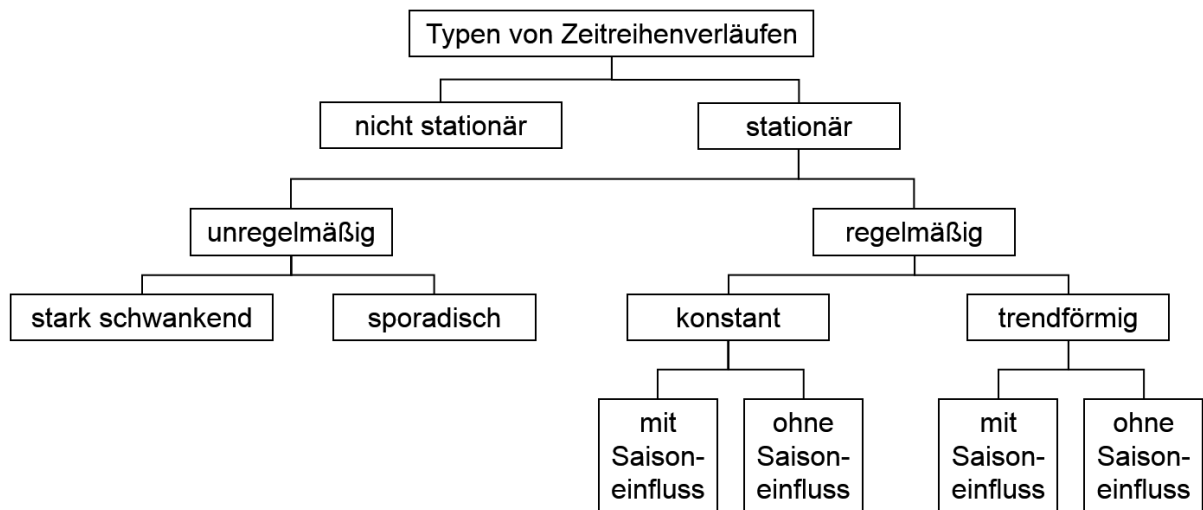 Typen von Zeitreihenverläufen
nicht stationär
stationär
unregelmäßig
regelmäßig
stark schwankend
sporadisch
konstant
trendförmig
mit
Saison-
einfluss
ohne
Saison-
einfluss
mit
Saison-
einfluss
ohne
Saison-
einfluss